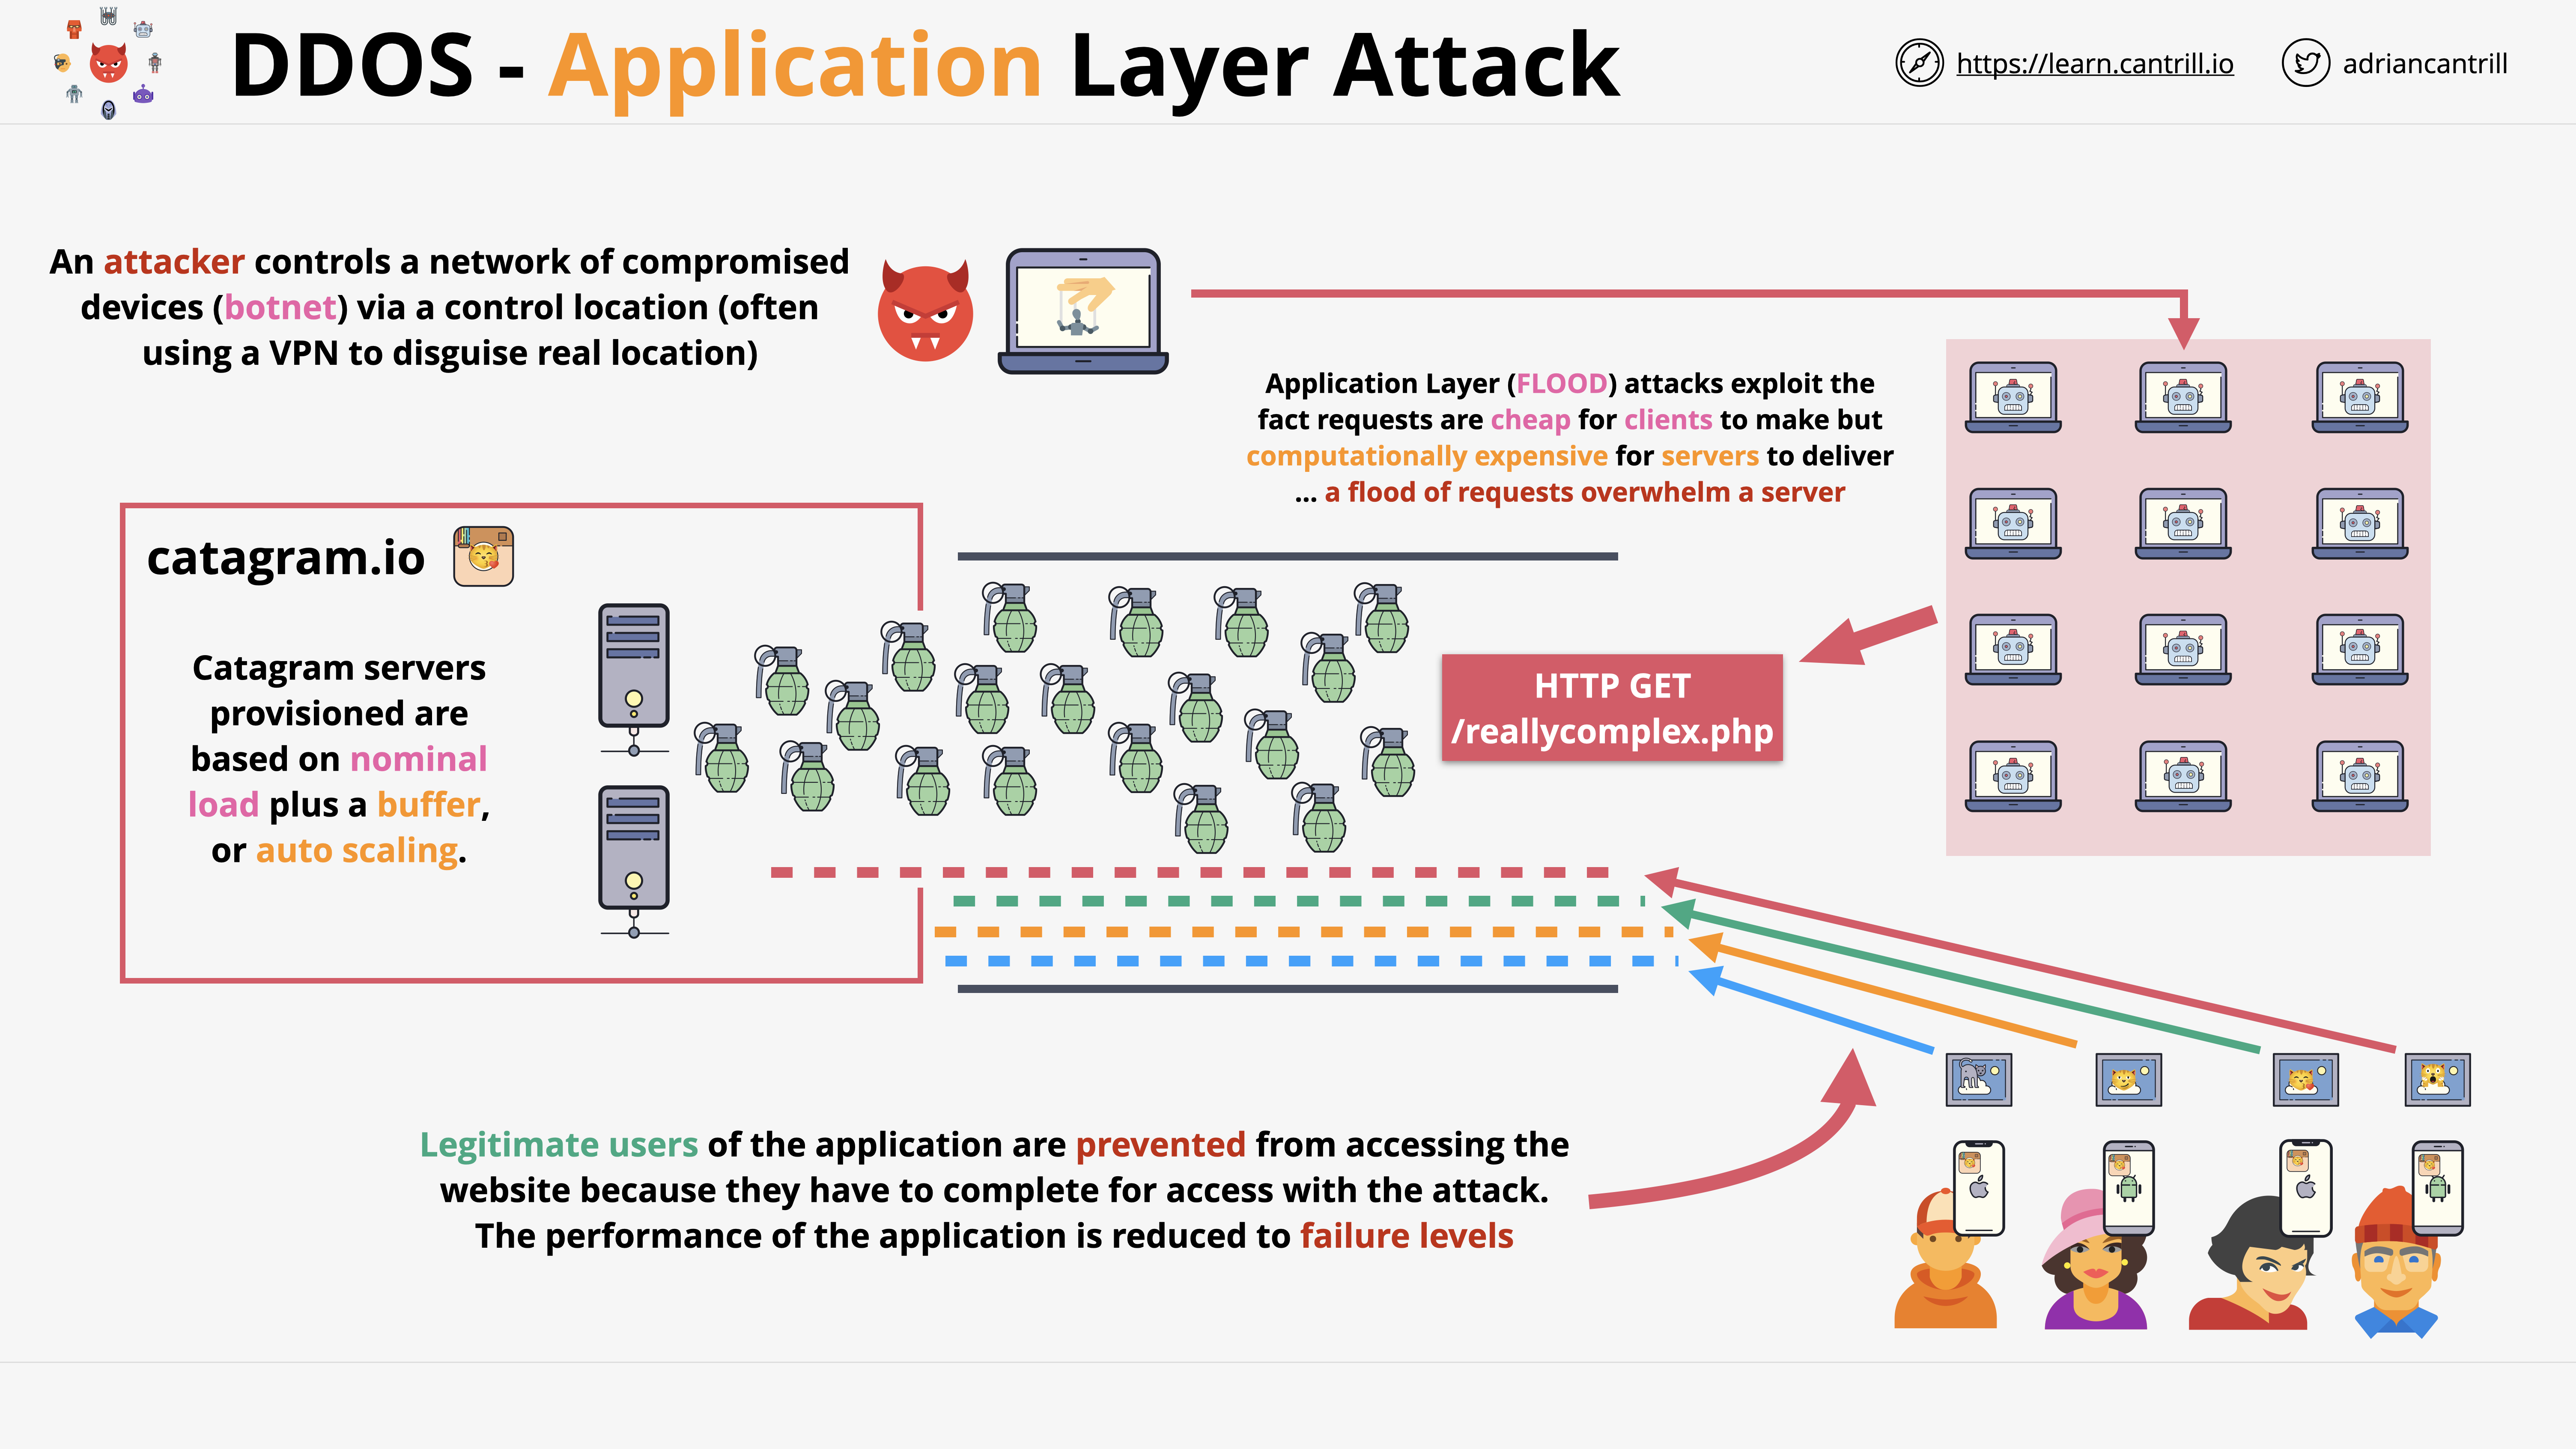 DDOS - Application Layer Attack
https://learn.cantrill.io
adriancantrill
An attacker controls a network of compromised
devices (botnet) via a control location (often
using a VPN to disguise real location)
Application Layer (FLOOD) attacks exploit the
fact requests are cheap for clients to make but
computationally expensive for servers to deliver
... a flood of requests overwhelm a server
catagram.io
Catagram servers
provisioned are
based on nominal
load plus a buffer,
or auto scaling.
HTTP GET
/reallycomplex.php
Legitimate users of the application are prevented from accessing the
website because they have to complete for access with the attack.
The performance of the application is reduced to failure levels